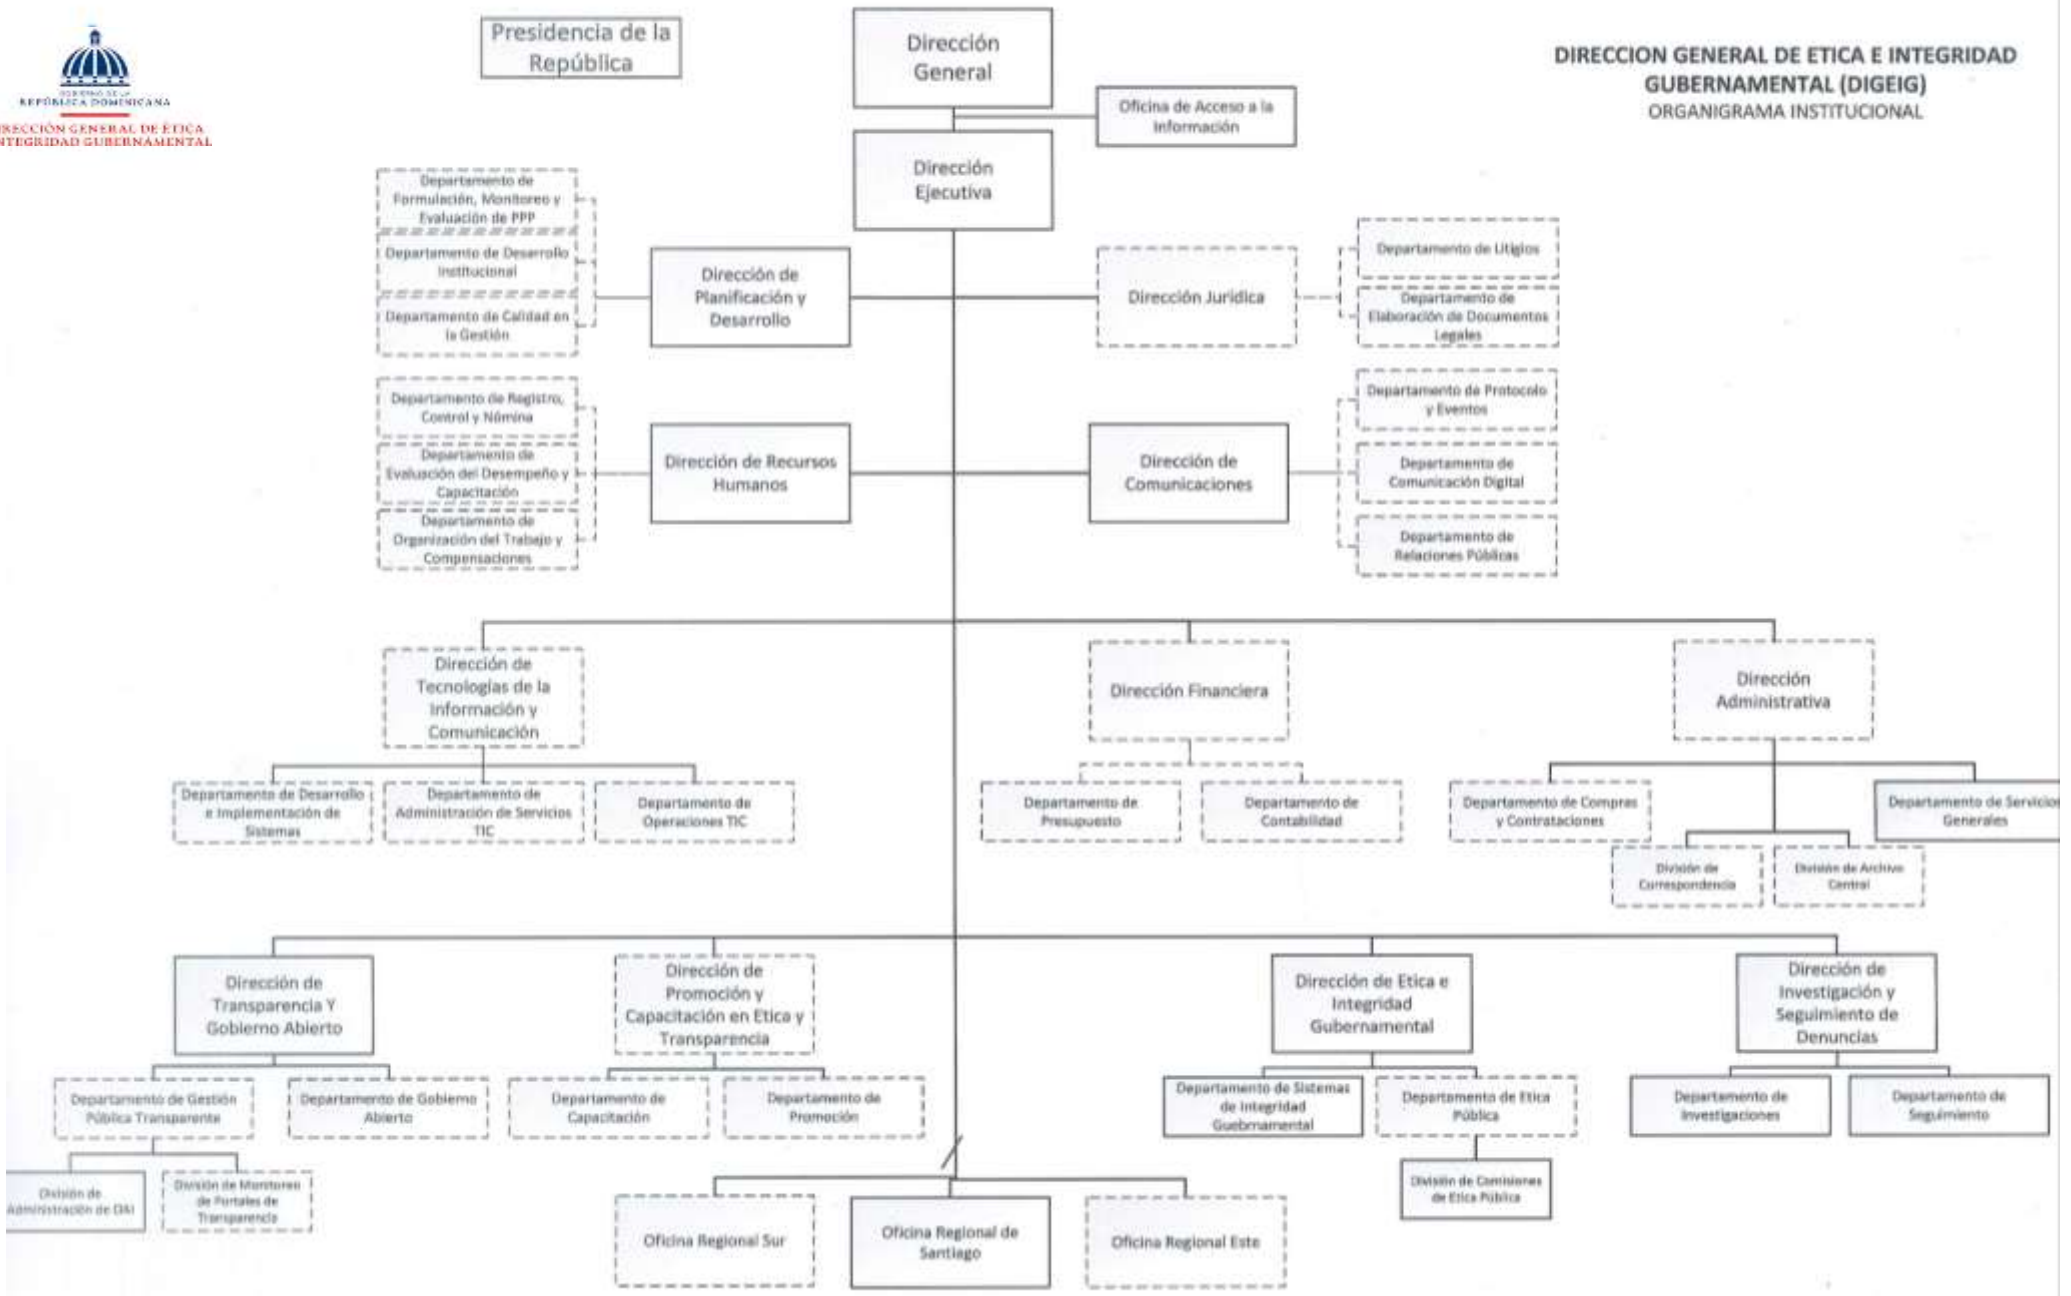 Presidencia de la
República
Dirección
General
DIRECCION GENERAL DE ETICA E INTEGRIDAD
GUBERNAMENTAL (DIGEIG)
ORGANIGRAMA INSTITUCIONAL
GOBIERNO DE LA
REPÚBLICA DOMINICANA
RECCIÓN GENERAL DE ÉTICA
NTEGRIDAD GUBERNAMENTAL
Oficina de Acceso a la
Información
Dirección
Ejecutiva
Departamento de
Formulación, Monitoreo y
Evaluación de PPP
Departamento de Desarrollo
Institucional
Departamento de Calidad en
la Gestión
Dirección de
Planificación y
Desarrollo
Dirección Jurídica
Departamento de Litigios
Departamento de
Elaboración de Documentos
Legales
Departamento de Registro,
Control y Nómina
Departamento de
Evaluación del Desempeño y
Capacitación
Departamento de
Organización del Trabajo y
Compensaciones
Dirección de Recursos
Humanos
Dirección de
Comunicaciones
Departamento de Protocolo
y Eventos
Departamento de
Comunicación Digital
Departamento de
Relaciones Públicas
Dirección de
Tecnologías de la
Información y
Comunicación
Dirección Financiera
Dirección
Administrativa
Departamento de Desarrollo
e Implementación de
Sistemas
Departamento de
Administración de Servicios
TIC
Departamento de
Operaciones TIC
Departamento de
Presupuesto
Departamento de
Contabilidad
Departamento de Compras
y Contrataciones
Departamento de Servicios
Generales
División de
Correspondencia
División de Archivo
Central
Dirección de
Transparencia Y
Gobierno Abierto
Dirección de
Promoción y
Capacitación en Etica y
Transparencia
Dirección de Etica e
Integridad
Gubernamental
Dirección de
Investigación y
Seguimiento de
Denuncias
Departamento de Gestión
Pública Transparente
Departamento de Gobierno
Abierto
Departamento de
Capacitación
Departamento de
Promoción
Departamento de Sistemas
de Integridad
Guebrnamental
Departamento de Etica
Pública
Departamento de
Investigaciones
Departamento de
Seguimiento
División de
Administración de OAI
División de Monitoreo
de Portales de
Transparencia
División de Comisiones
de Etica Pública
Oficina Regional Sur
Oficina Regional de
Santiago
Oficina Regional Este